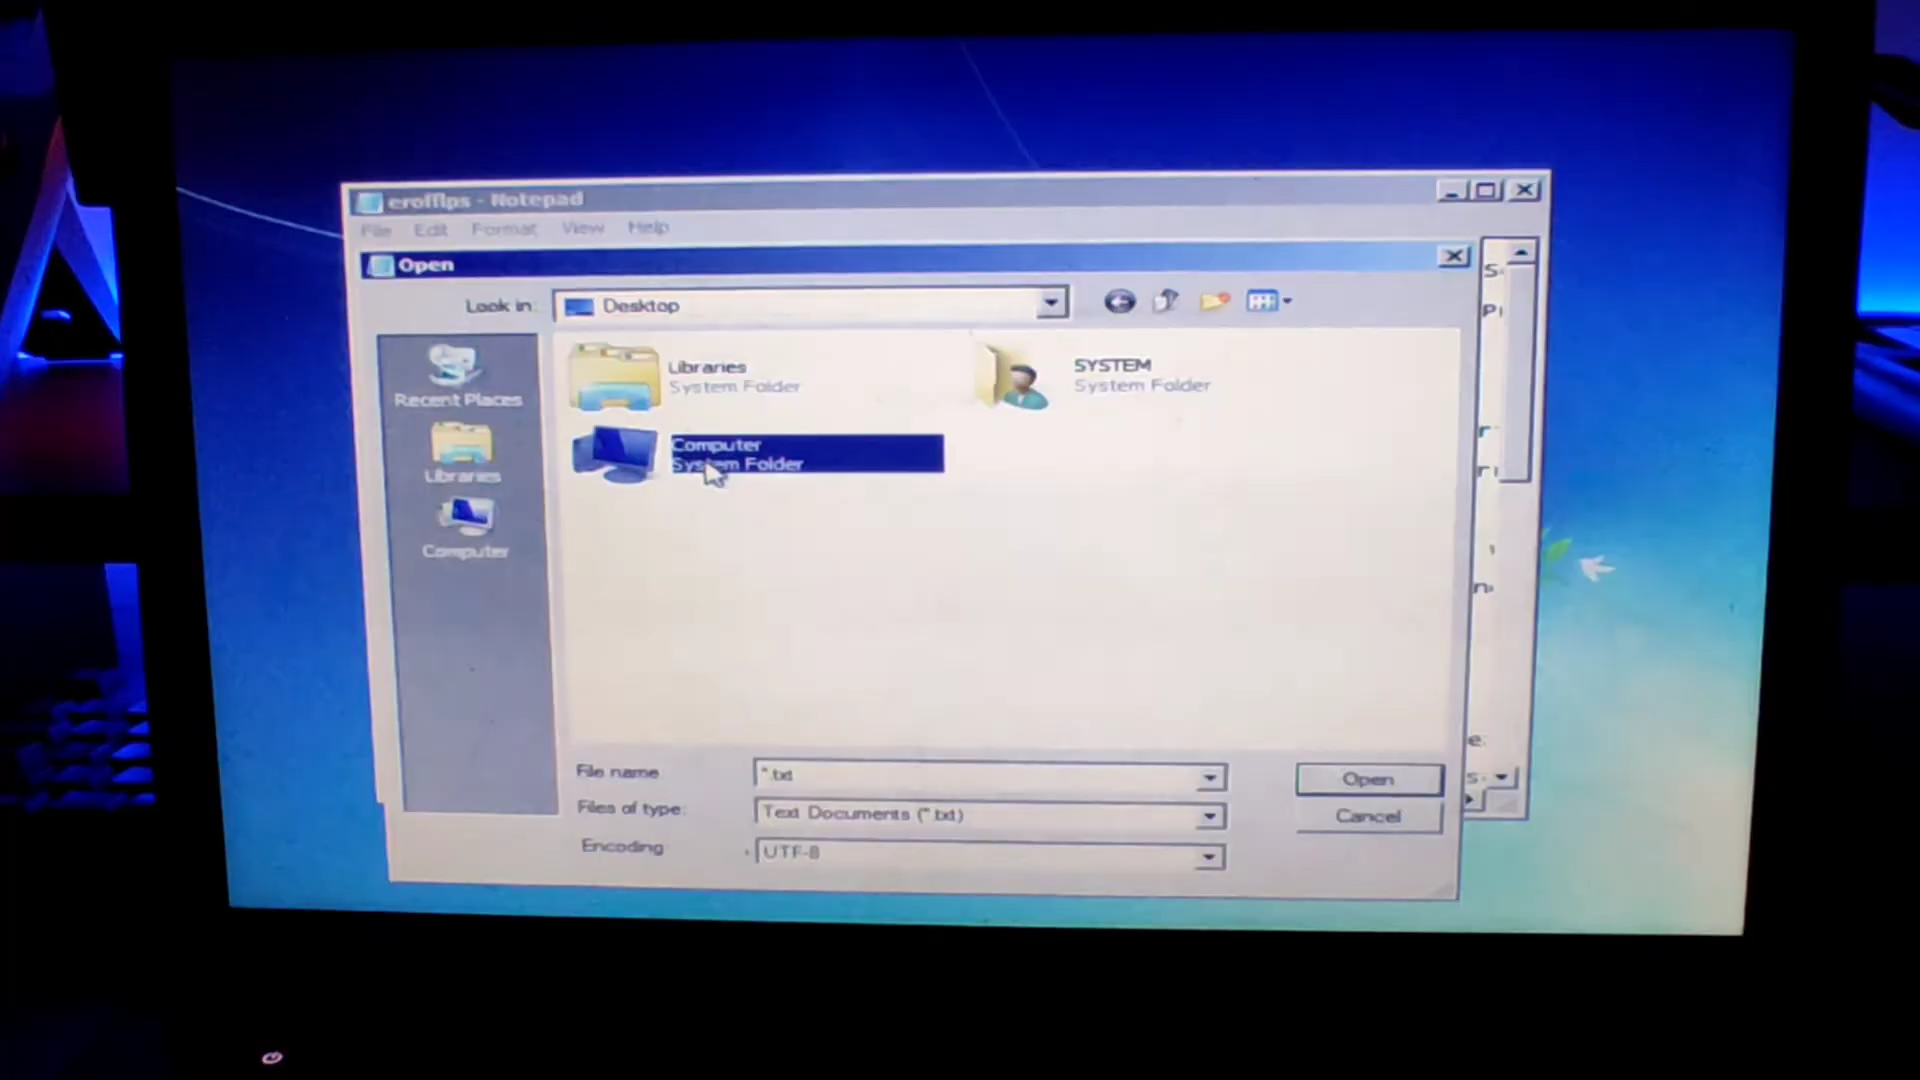 erofflps - Notepad
File Edit Format View Help
Open
Look in: Desktop
Recent Places
Libraries
Computer
Libraries
System Folder
SYSTEM
System Folder
Computer
System Folder
File name *.txt
Files of type: Text Documents (*.txt)
Encoding UTF-8
Open
Cancel